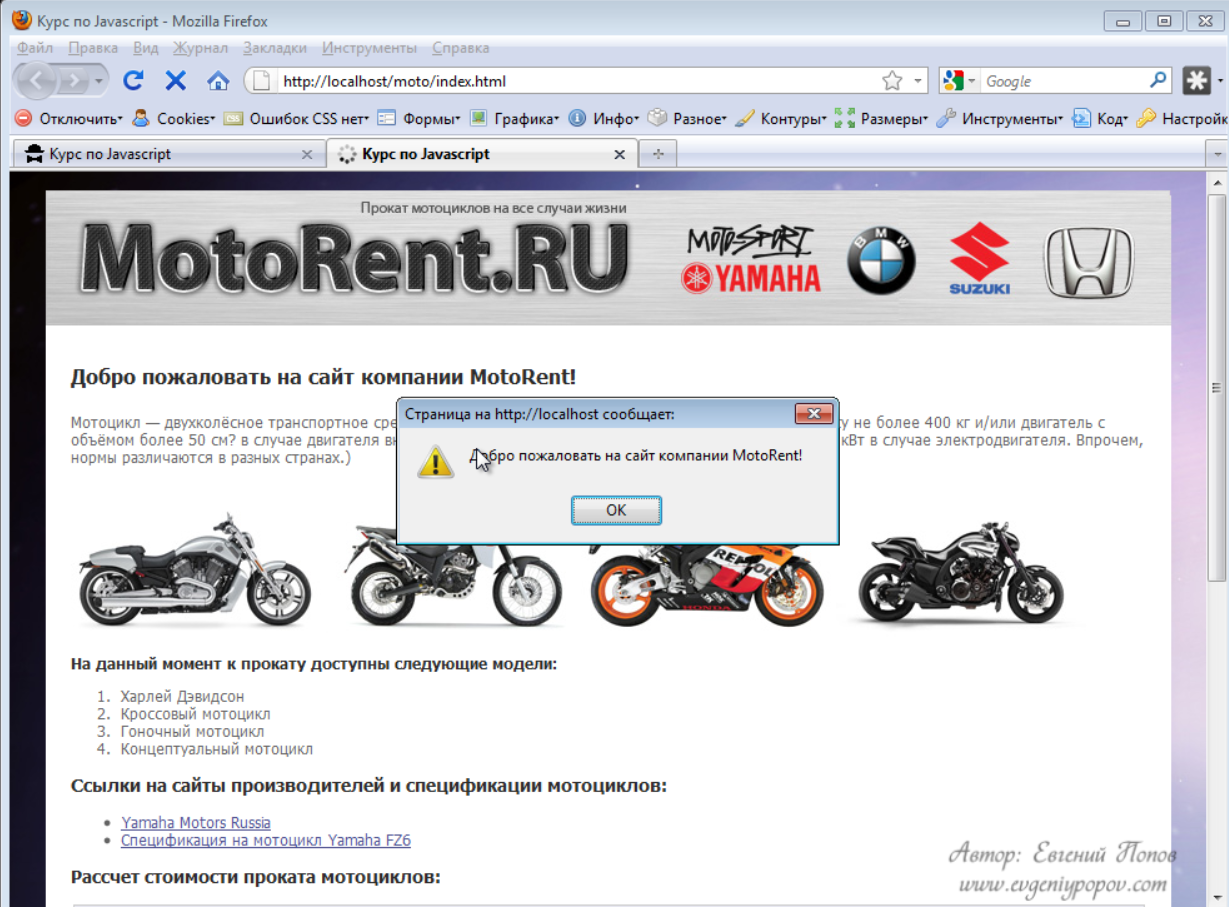 Курс по Javascript - Mozilla Firefox
Файл Правка Вид Журнал Закладки Инструменты Справка
http://localhost/moto/index.html
Google
Отключить Cookies Ошибок CSS нет Формы Графика Инфо Разное Контуры Размеры Инструменты Код Настройк
Курс по Javascript
Курс по Javascript
Прокат мотоциклов на все случаи жизни
MotoRent.RU
MOTO-SPORT
YAMAHA
BMW
SUZUKI
Добро пожаловать на сайт компании MotoRent!
Мотоцикл — двухколёсное транспортное сре
у не более 400 кг и/или двигатель с
объёмом более 50 см? в случае двигателя вн
кВт в случае электродвигателя. Впрочем,
нормы различаются в разных странах.)
Страница на http://localhost сообщает:
Добро пожаловать на сайт компании MotoRent!
OK
REPSOL
HONDA
На данный момент к прокату доступны следующие модели:
1. Харлей Дэвидсон
2. Кроссовый мотоцикл
3. Гоночный мотоцикл
4. Концептуальный мотоцикл
Ссылки на сайты производителей и спецификации мотоциклов:
Yamaha Motors Russia
Спецификация на мотоцикл Yamaha FZ6
Рассчет стоимости проката мотоциклов:
Автор: Евгений Попов
www.evgeniypopov.com